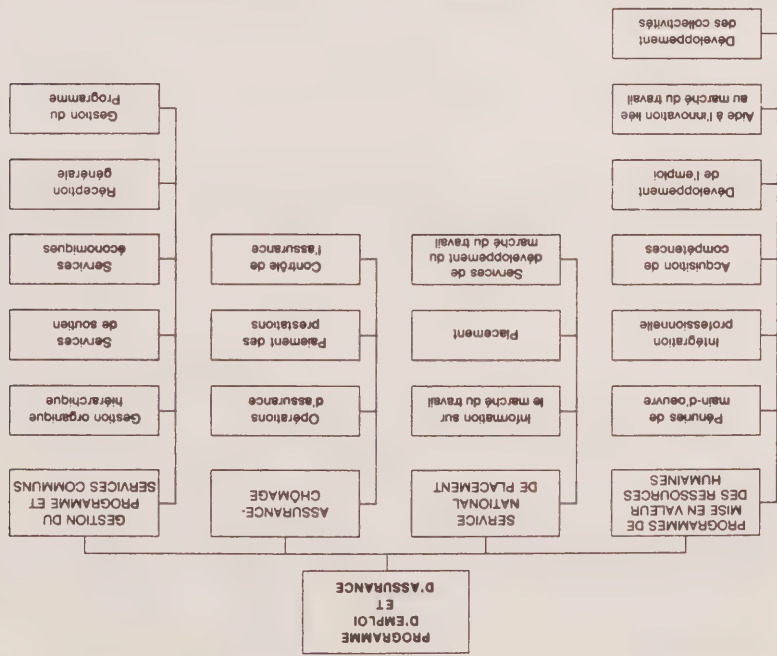 PROGRAMME
D'EMPLOI
ET
D'ASSURANCE
PROGRAMMES DE
MISE EN VALEUR
DES RESSOURCES
HUMAINES
Pénuries de
main-d'oeuvre
Intégration
professionnelle
Acquisition de
compétences
Développement
de l'emploi
Aide à l'innovation liée
au marché du travail
Développement
des collectivités
SERVICE
NATIONAL
DE PLACEMENT
Information sur
le marché du travail
Placement
Services de
développement du
marché du travail
ASSURANCE-
CHÔMAGE
Opérations
d'assurance
Paiement des
prestations
Contrôle de
l'assurance
GESTION DU
PROGRAMME ET
SERVICES COMMUNS
Gestion organique
hiérarchique
Services
de soutien
Services
économiques
Réception
générale
Gestion du
Programme